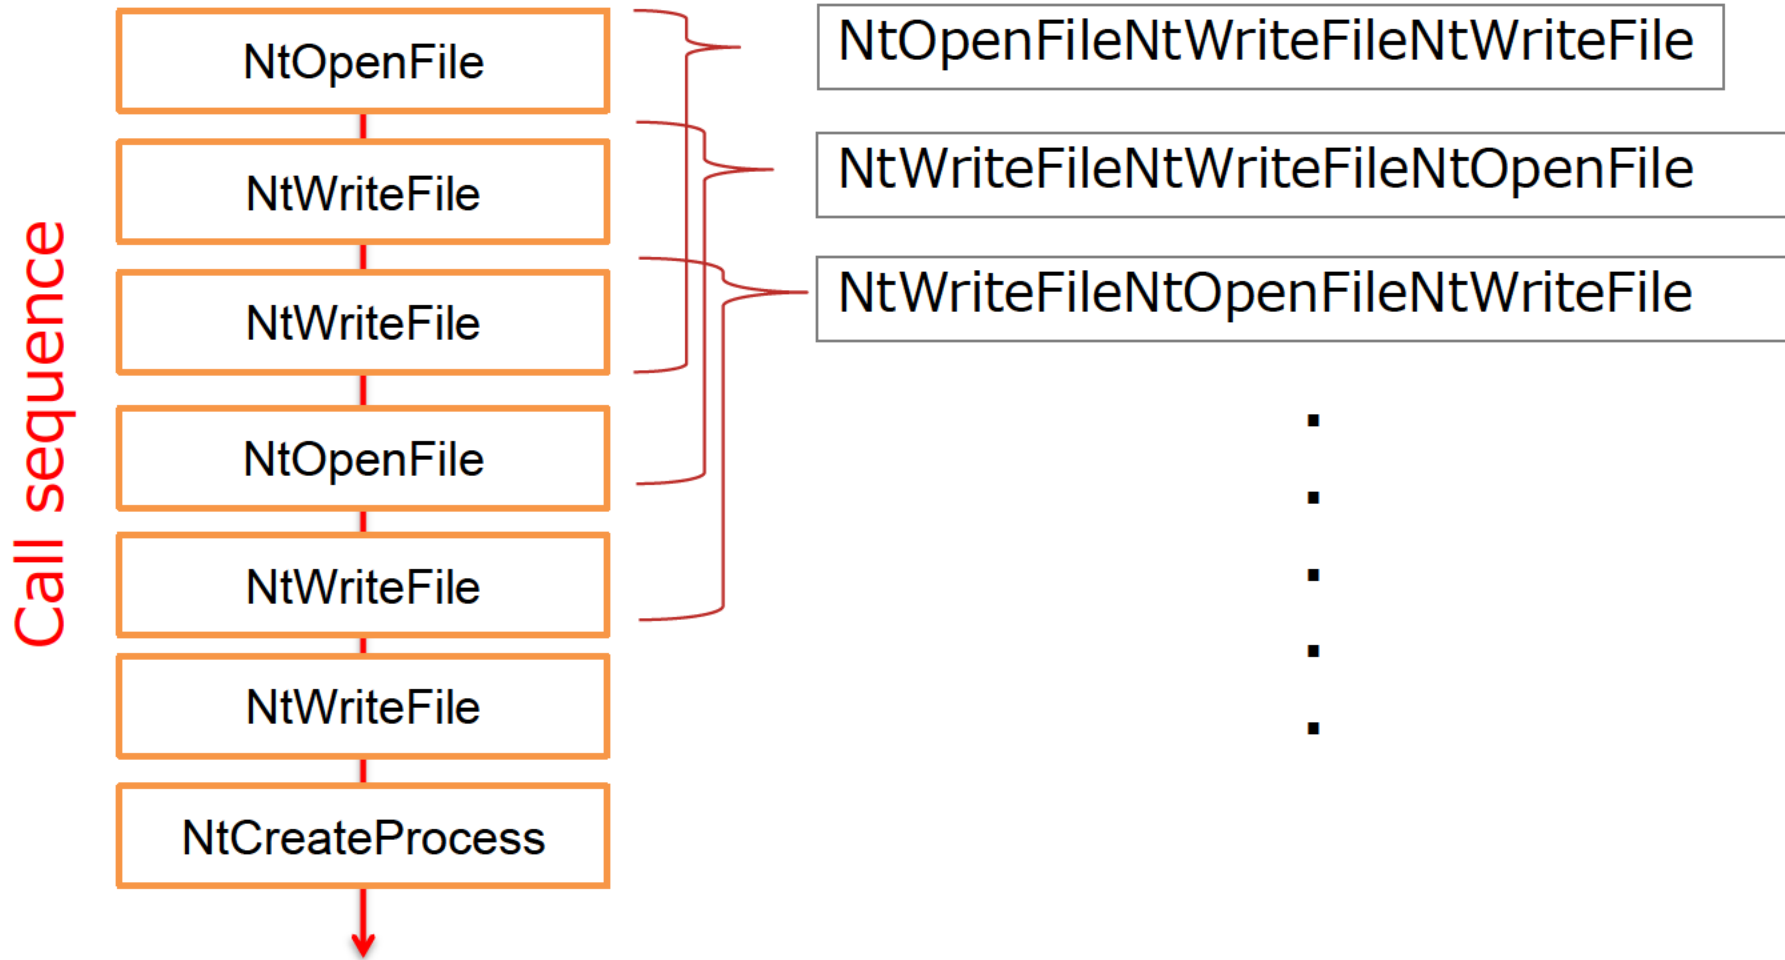 Call sequence
NtOpenFile
NtWriteFile
NtWriteFile
NtOpenFile
NtWriteFile
NtWriteFile
NtCreateProcess
NtOpenFileNtWriteFileNtWriteFile
NtWriteFileNtWriteFileNtOpenFile
NtWriteFileNtOpenFileNtWriteFile